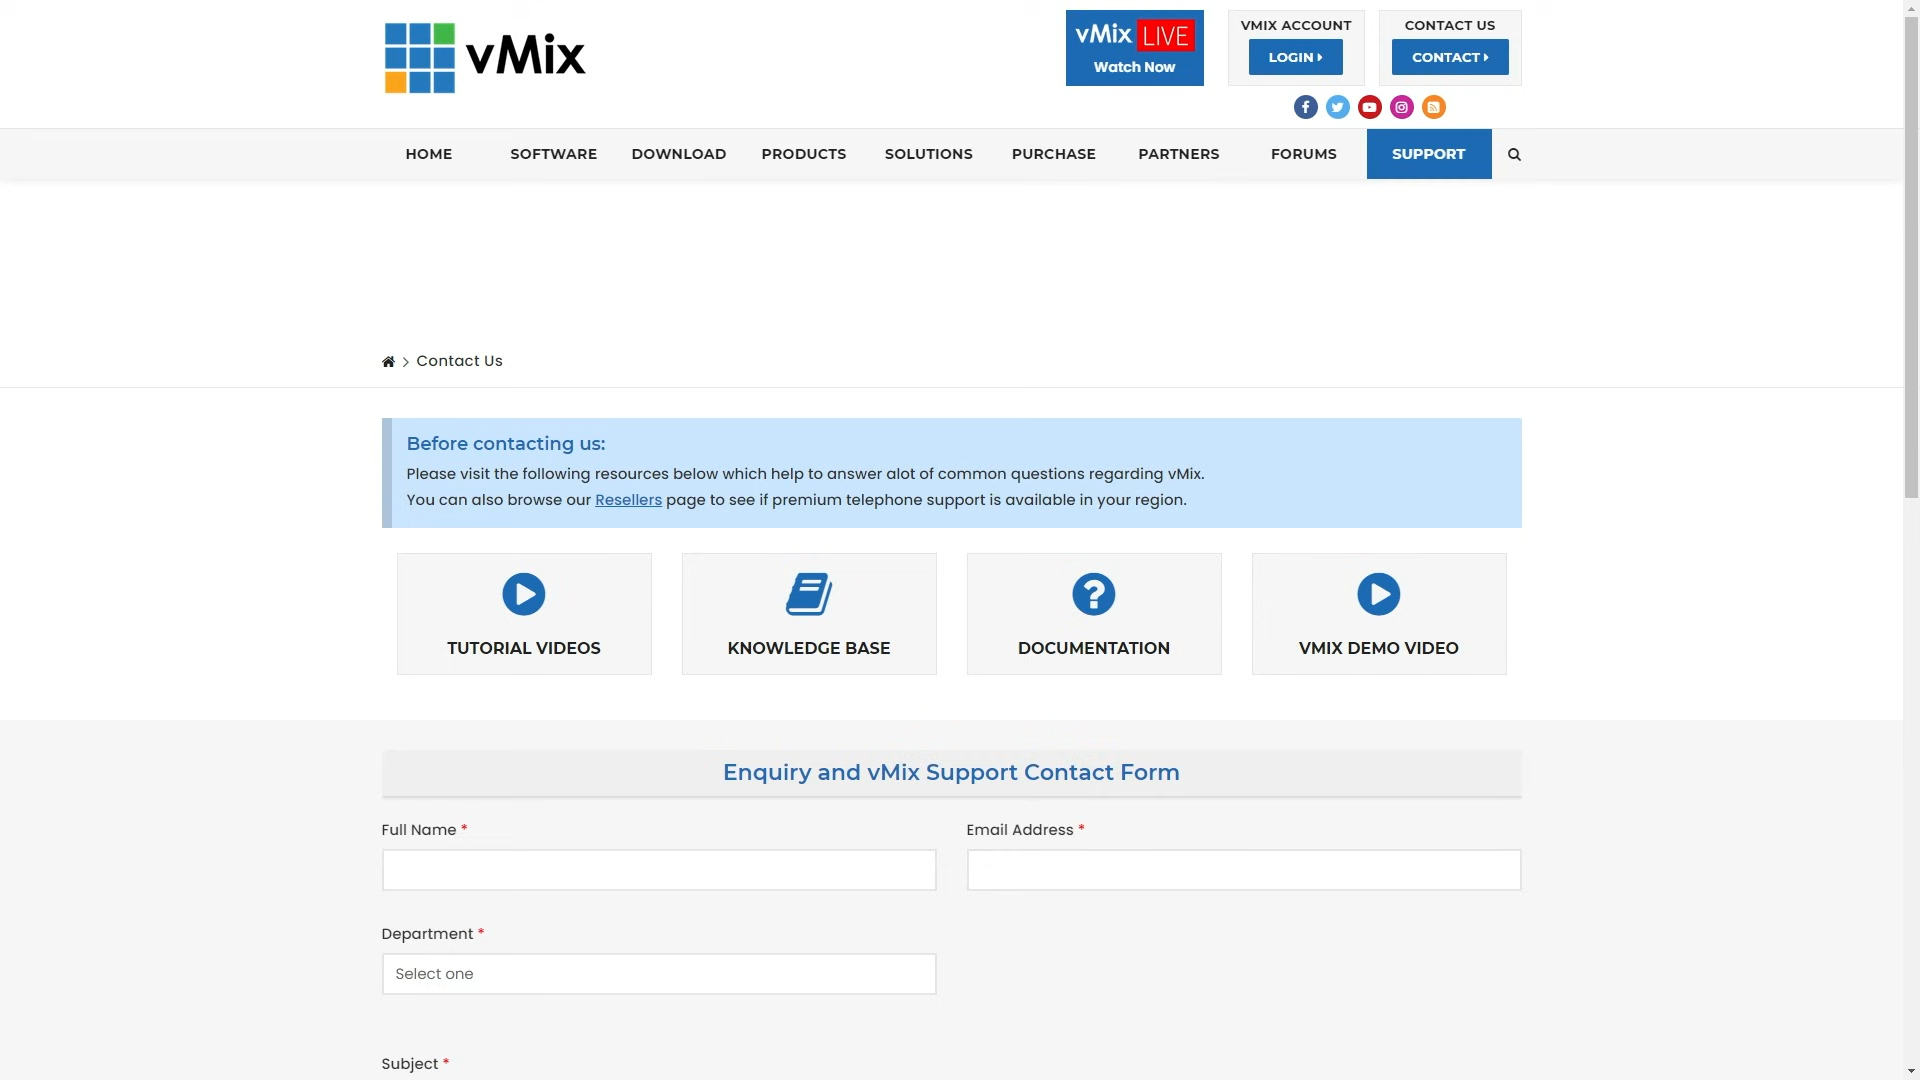 vMix
vMix LIVE
Watch Now
VMIX ACCOUNT
LOGIN
CONTACT US
CONTACT
HOME
SOFTWARE
DOWNLOAD
PRODUCTS
SOLUTIONS
PURCHASE
PARTNERS
FORUMS
SUPPORT
Contact Us
Before contacting us:
Please visit the following resources below which help to answer alot of common questions regarding vMix.
You can also browse our Resellers page to see if premium telephone support is available in your region.
TUTORIAL VIDEOS
KNOWLEDGE BASE
DOCUMENTATION
VMIX DEMO VIDEO
Enquiry and vMix Support Contact Form
Full Name *
Email Address *
Department *
Select one
Subject *